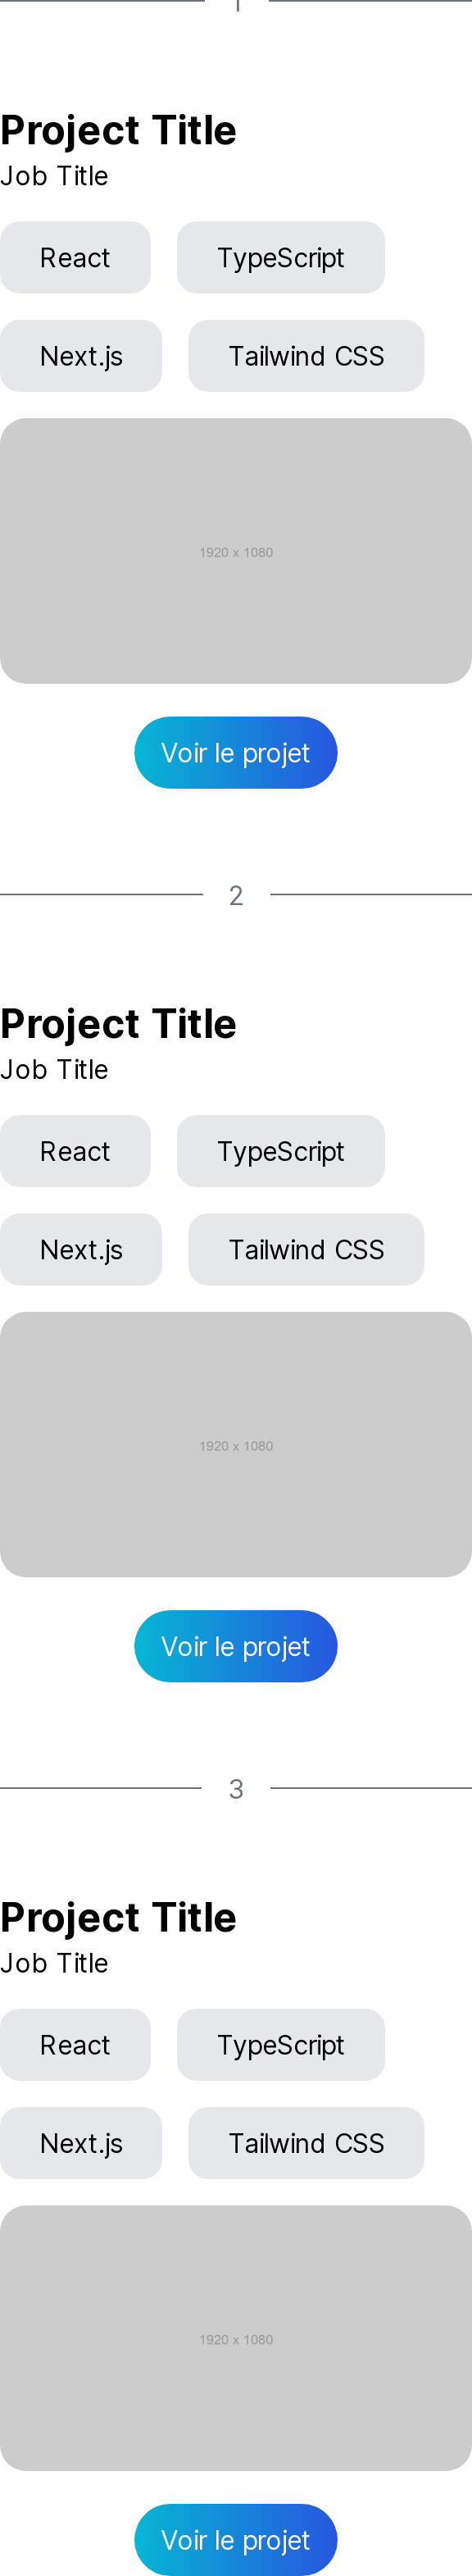 1
Project Title
Job Title
React TypeScript
Next.js Tailwind CSS
1920 x 1080
Voir le projet
2
Project Title
Job Title
React TypeScript
Next.js Tailwind CSS
1920 x 1080
Voir le projet
3
Project Title
Job Title
React TypeScript
Next.js Tailwind CSS
1920 x 1080
Voir le projet